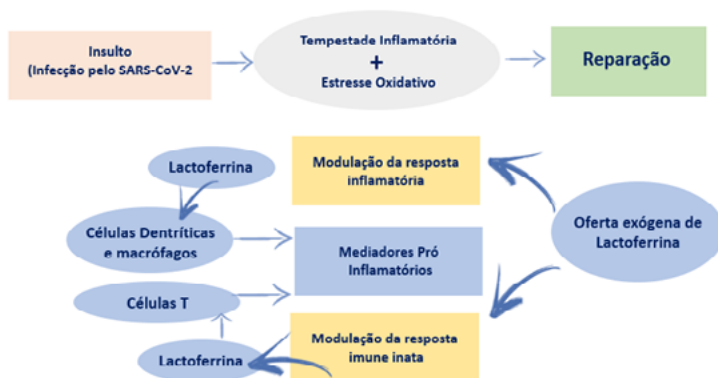 Insulto
(Infecção pelo SARS-CoV-2
Tempestade Inflamatória
+
Estresse Oxidativo
Reparação
Lactoferrina
Modulação da resposta
inflamatória
Células Dentríticas
e macrófagos
Mediadores Pró
Inflamatórios
Oferta exógena de
Lactoferrina
Células T
Lactoferrina
Modulação da resposta
imune inata